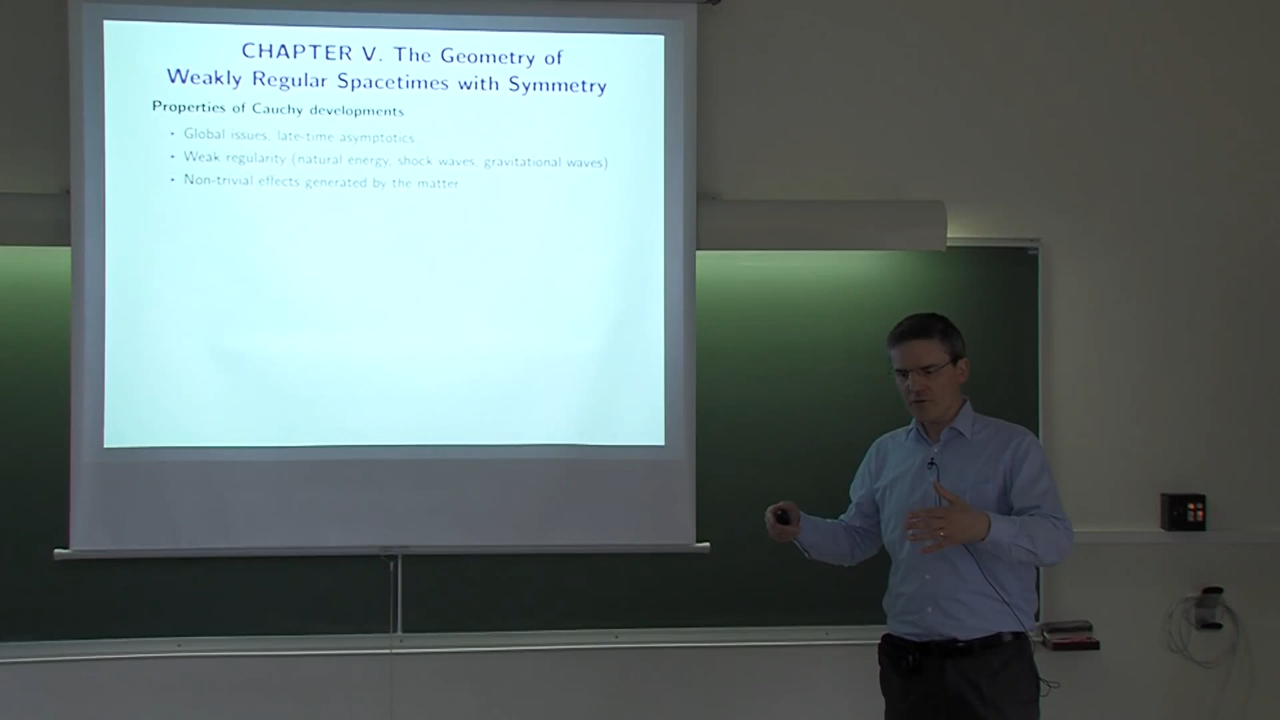 CHAPTER V. The Geometry of
Weakly Regular Spacetimes with Symmetry
Properties of Cauchy developments
• Global issues, late-time asymptotics
• Weak regularity (natural energy, shock waves, gravitational waves)
• Non-trivial effects generated by the matter